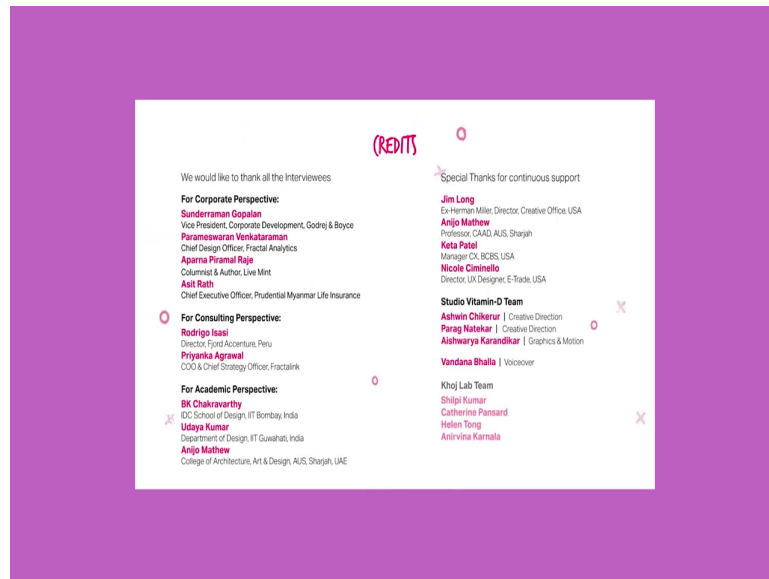 CREDITS
We would like to thank all the Interviewees
For Corporate Perspective:
Sunderraman Gopalan
Vice President, Corporate Development, Godrej & Boyce
Parameswaran Venkataraman
Chief Design Officer, Fractal Analytics
Aparna Piramal Raje
Columnist & Author, Live Mint
Asit Rath
Chief Executive Officer, Prudential Myanmar Life Insurance
For Consulting Perspective:
Rodrigo Isasi
Director, Fjord Accenture, Peru
Priyanka Agrawal
COO & Chief Strategy Officer, Fractalink
For Academic Perspective:
BK Chakravarthy
IDC School of Design, IIT Bombay, India
Udaya Kumar
Department of Design, IIT Guwahati, India
Anijo Mathew
College of Architecture, Art & Design, AUS, Sharjah, UAE
Special Thanks for continuous support
Jim Long
Ex-Herman Miller, Director, Creative Office, USA
Anijo Mathew
Professor, CAAD, AUS, Sharjah
Keta Patel
Manager CX, BCBS, USA
Nicole Ciminello
Director, UX Designer, E-Trade, USA
Studio Vitamin-D Team
Ashwin Chikerur | Creative Direction
Parag Natekar | Creative Direction
Aishwarya Karandikar | Graphics & Motion
Vandana Bhalla | Voiceover
Khoj Lab Team
Shilpi Kumar
Catherine Pansard
Helen Tong
Anirvina Karnala